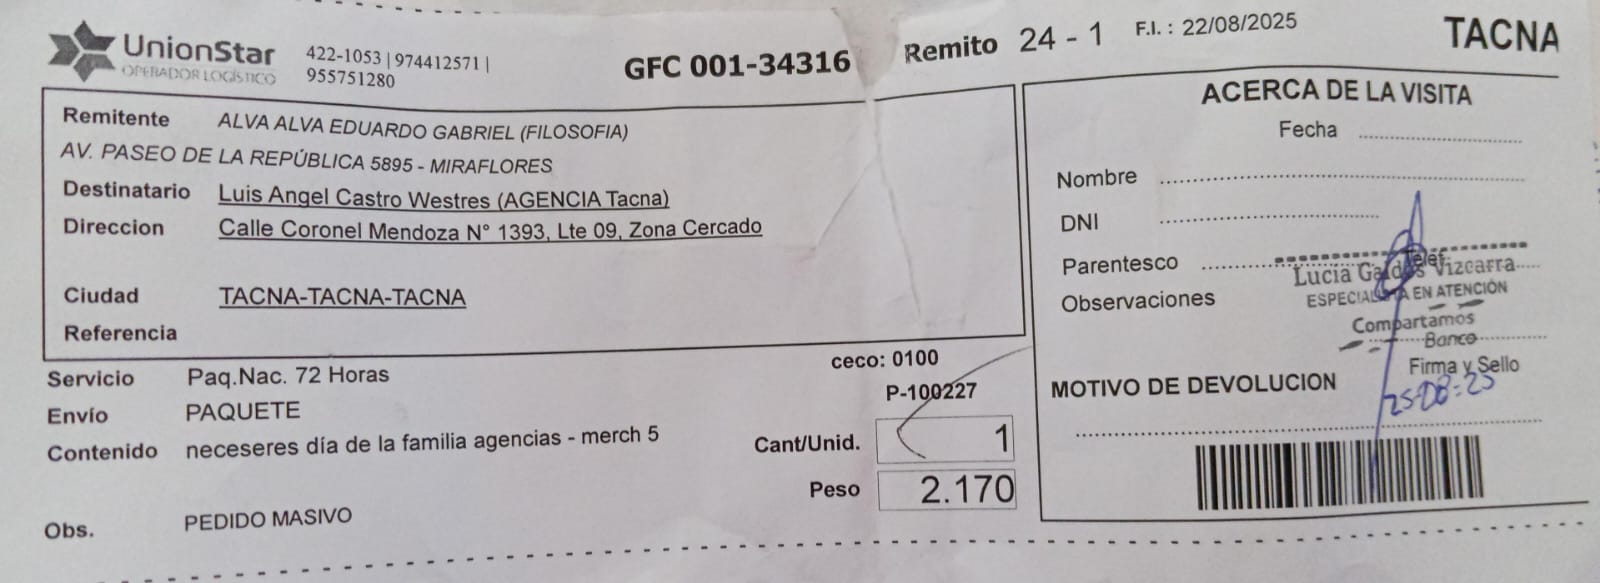 UnionStar
OPERADOR LOGÍSTICO
422-1053 | 974412571 |
955751280
GFC 001-34316
Remito 24 - 1
F.I. : 22/08/2025
TACNA
Remitente ALVA ALVA EDUARDO GABRIEL (FILOSOFIA)
AV. PASEO DE LA REPÚBLICA 5895 - MIRAFLORES
Destinatario Luis Angel Castro Westres (AGENCIA Tacna)
Direccion Calle Coronel Mendoza N° 1393, Lte 09, Zona Cercado
Ciudad TACNA-TACNA-TACNA
Referencia
Servicio Paq.Nac. 72 Horas
ceco: 0100
Envío PAQUETE
P-100227
Contenido neceseres día de la familia agencias - merch 5
Cant/Unid. 1
Peso 2.170
Obs. PEDIDO MASIVO
ACERCA DE LA VISITA
Fecha
Nombre
DNI
Parentesco Telef.
Lucia Galdos Vizcarra
Observaciones
ESPECIALISTA EN ATENCIÓN
Compartamos
Banco
Firma y Sello
MOTIVO DE DEVOLUCION
25-08-25